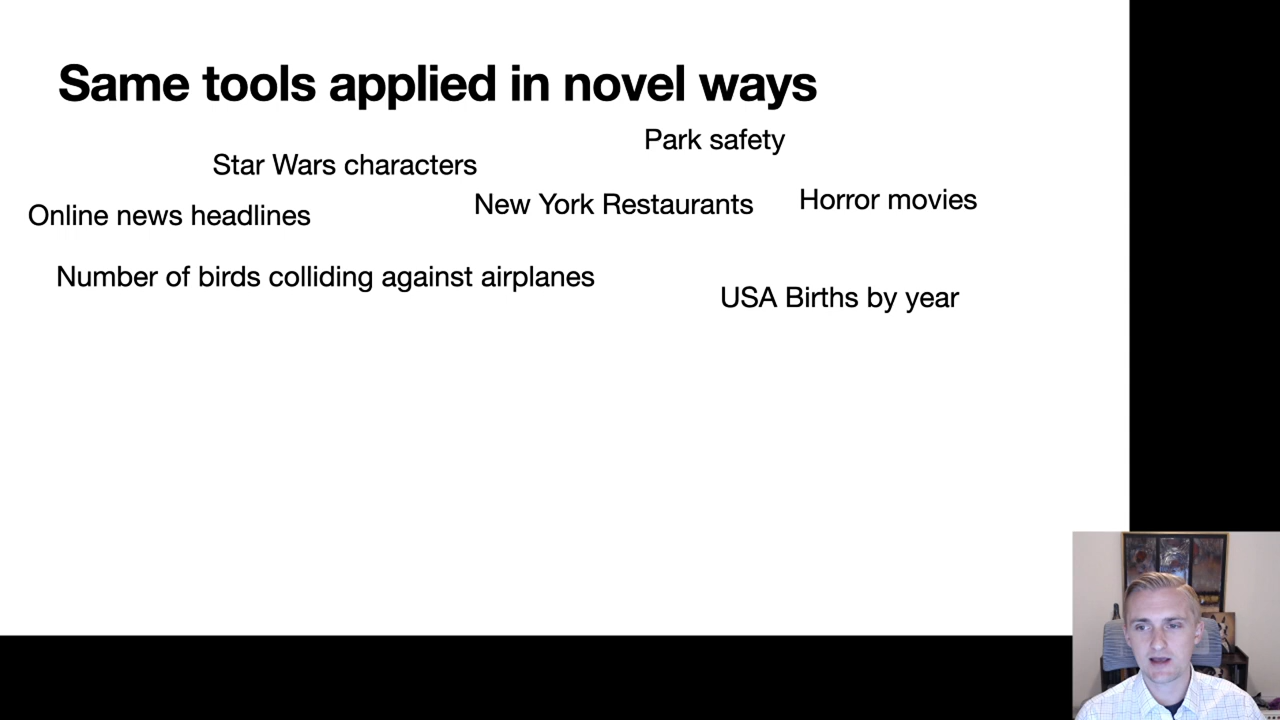 Same tools applied in novel ways
Park safety
Star Wars characters
New York Restaurants
Horror movies
Online news headlines
Number of birds colliding against airplanes
USA Births by year